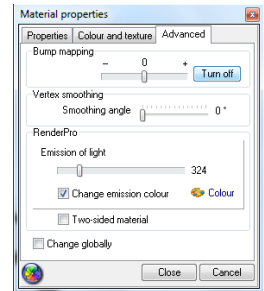 Material properties
Properties Colour and texture Advanced
Bump mapping
- 0 +
Turn off
Vertex smoothing
Smoothing angle 0 °
RenderPro
Emission of light
324
Change emission colour Colour
Two-sided material
Change globally
Close Cancel